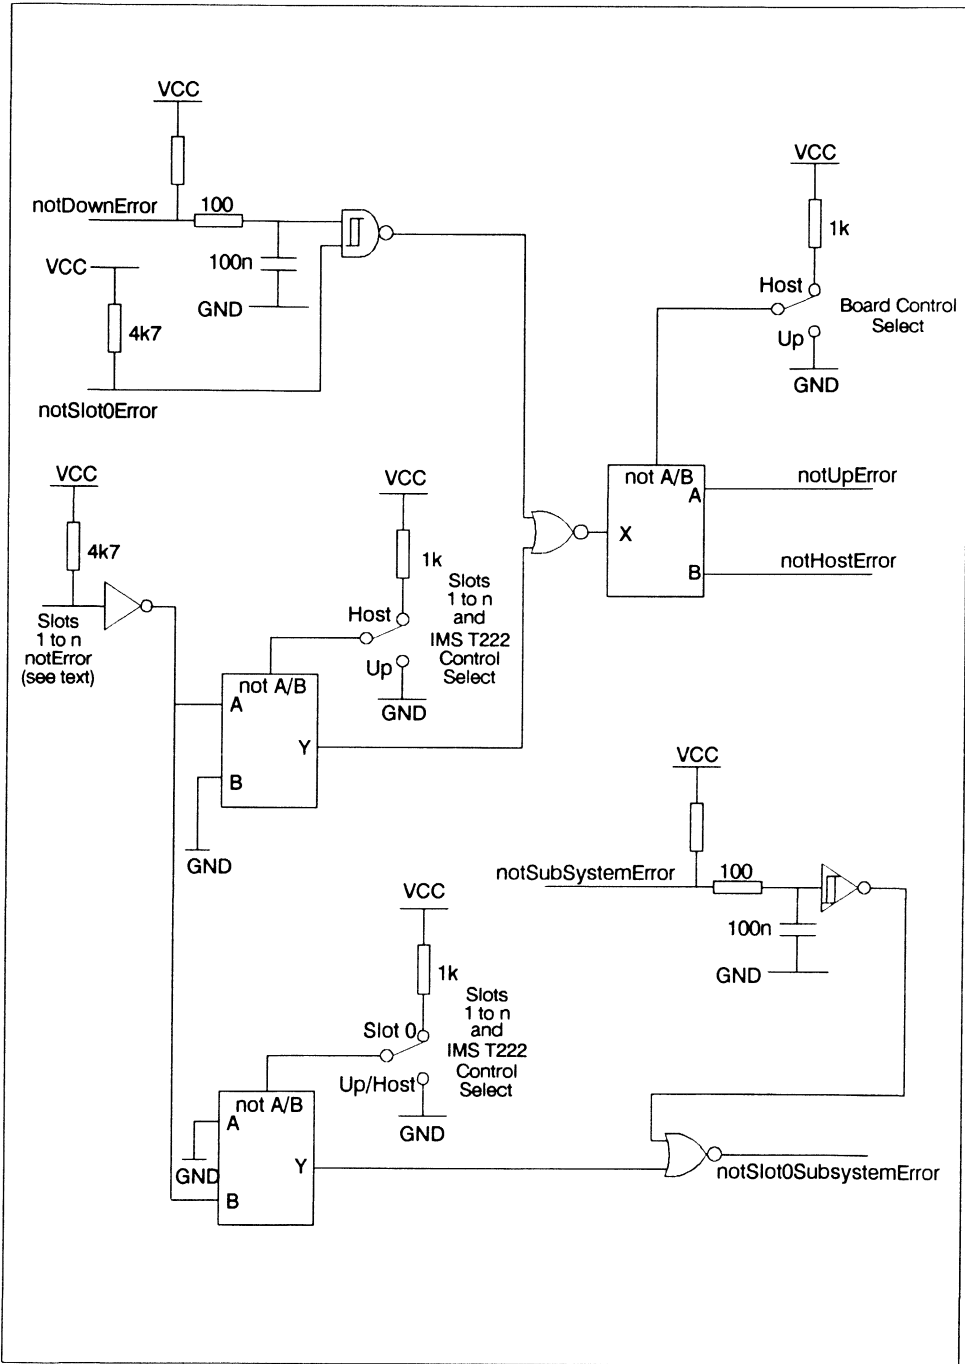 VCC
notDownError
100
100n
GND
VCC
4k7
notSlot0Error
VCC
1k
Host
Up
GND
Board Control
Select
VCC
4k7
Slots
1 to n
notError
(see text)
VCC
1k
Host
Up
GND
Slots
1 to n
and
IMS T222
Control
Select
not A/B
A
B
Y
GND
not A/B
X
A
B
notUpError
notHostError
VCC
notSubSystemError
100
100n
GND
VCC
1k
Slot 0
Up/Host
GND
Slots
1 to n
and
IMS T222
Control
Select
not A/B
A
GND
B
Y
notSlot0SubsystemError